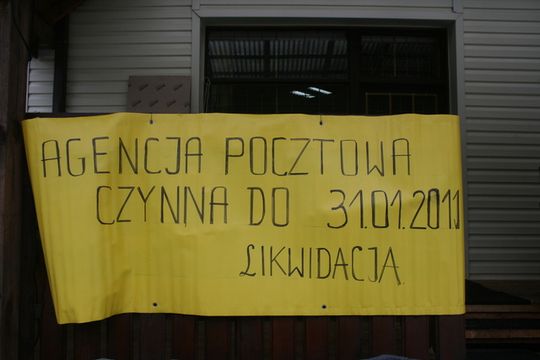 AGENCJA POCZTOWA
CZYNNA DO 31.01.2011
LIKWIDACJA